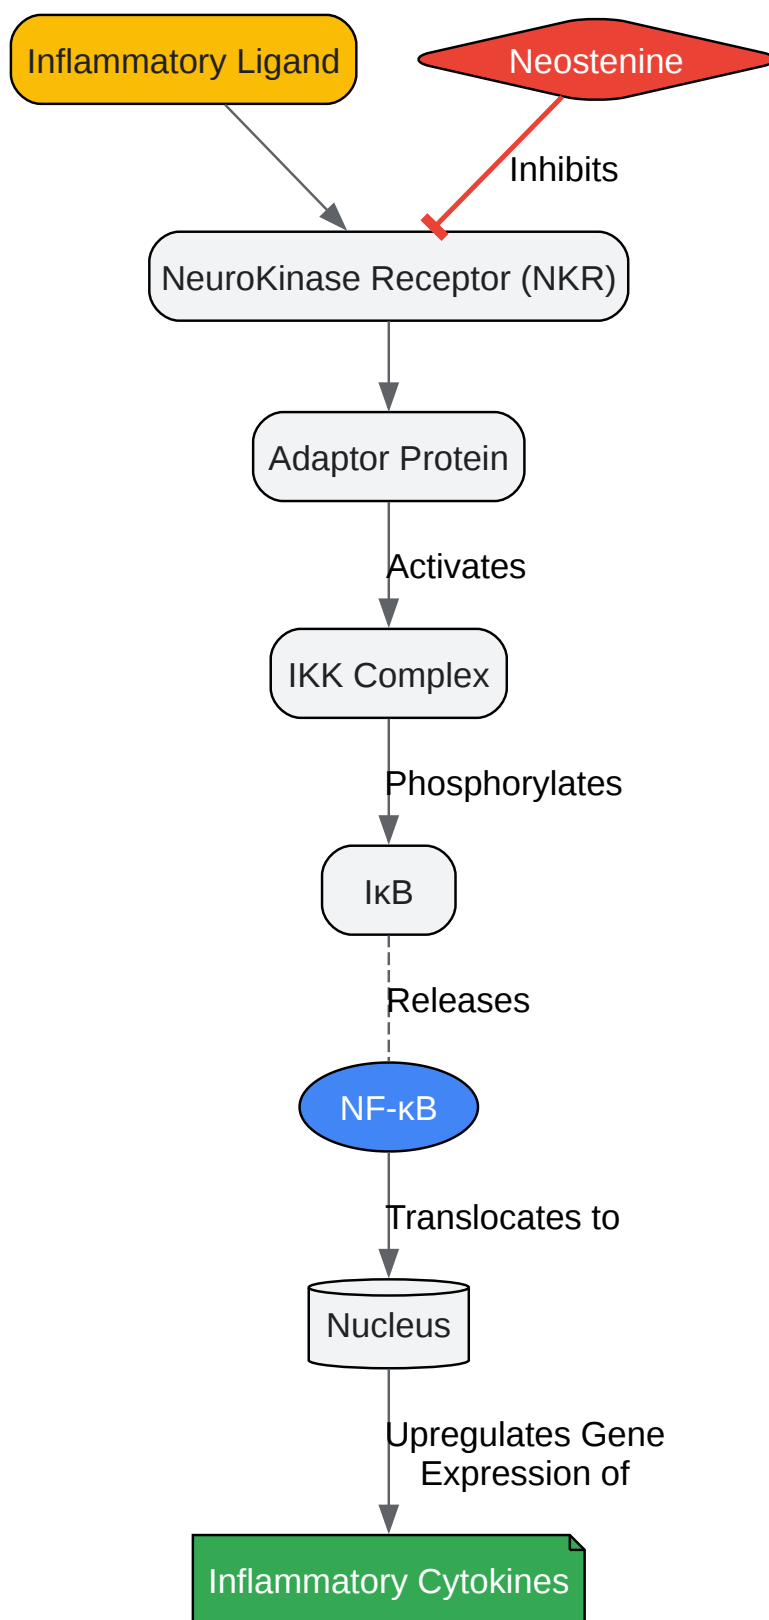 Inflammatory Ligand
Neostenine
Inhibits
NeuroKinase Receptor (NKR)
Adaptor Protein
Activates
IKK Complex
Phosphorylates
IκB
Releases
NF-κB
Translocates to
Nucleus
Upregulates Gene
Expression of
Inflammatory Cytokines